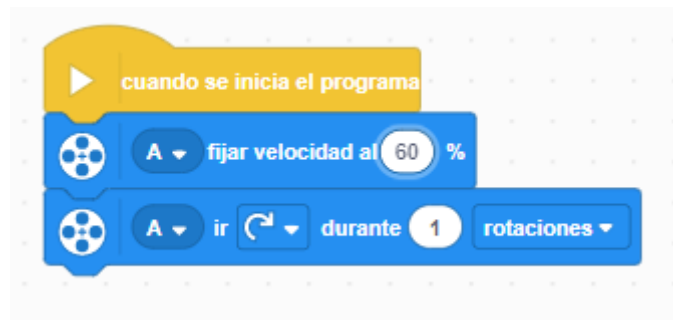 cuando se inicia el programa
A fijar velocidad al 60 %
A ir durante 1 rotaciones